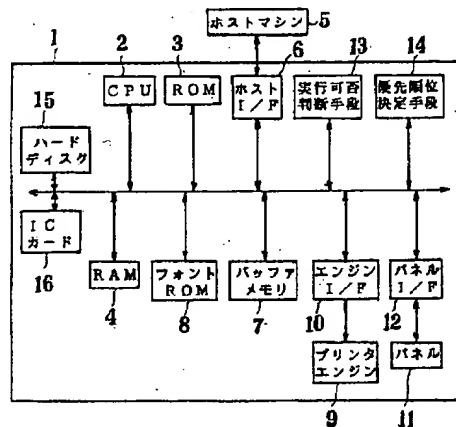 ホストマシン
5
1
2
3
6
13
14
CPU
ROM
ホスト
I/F
実行可否
判断手段
優先順位
決定手段
15
ハード
ディスク
IC
カード
16
RAM
4
フォント
ROM
8
バッファ
メモリ
7
エンジン
I/F
10
パネル
I/F
12
プリンタ
エンジン
9
パネル
11